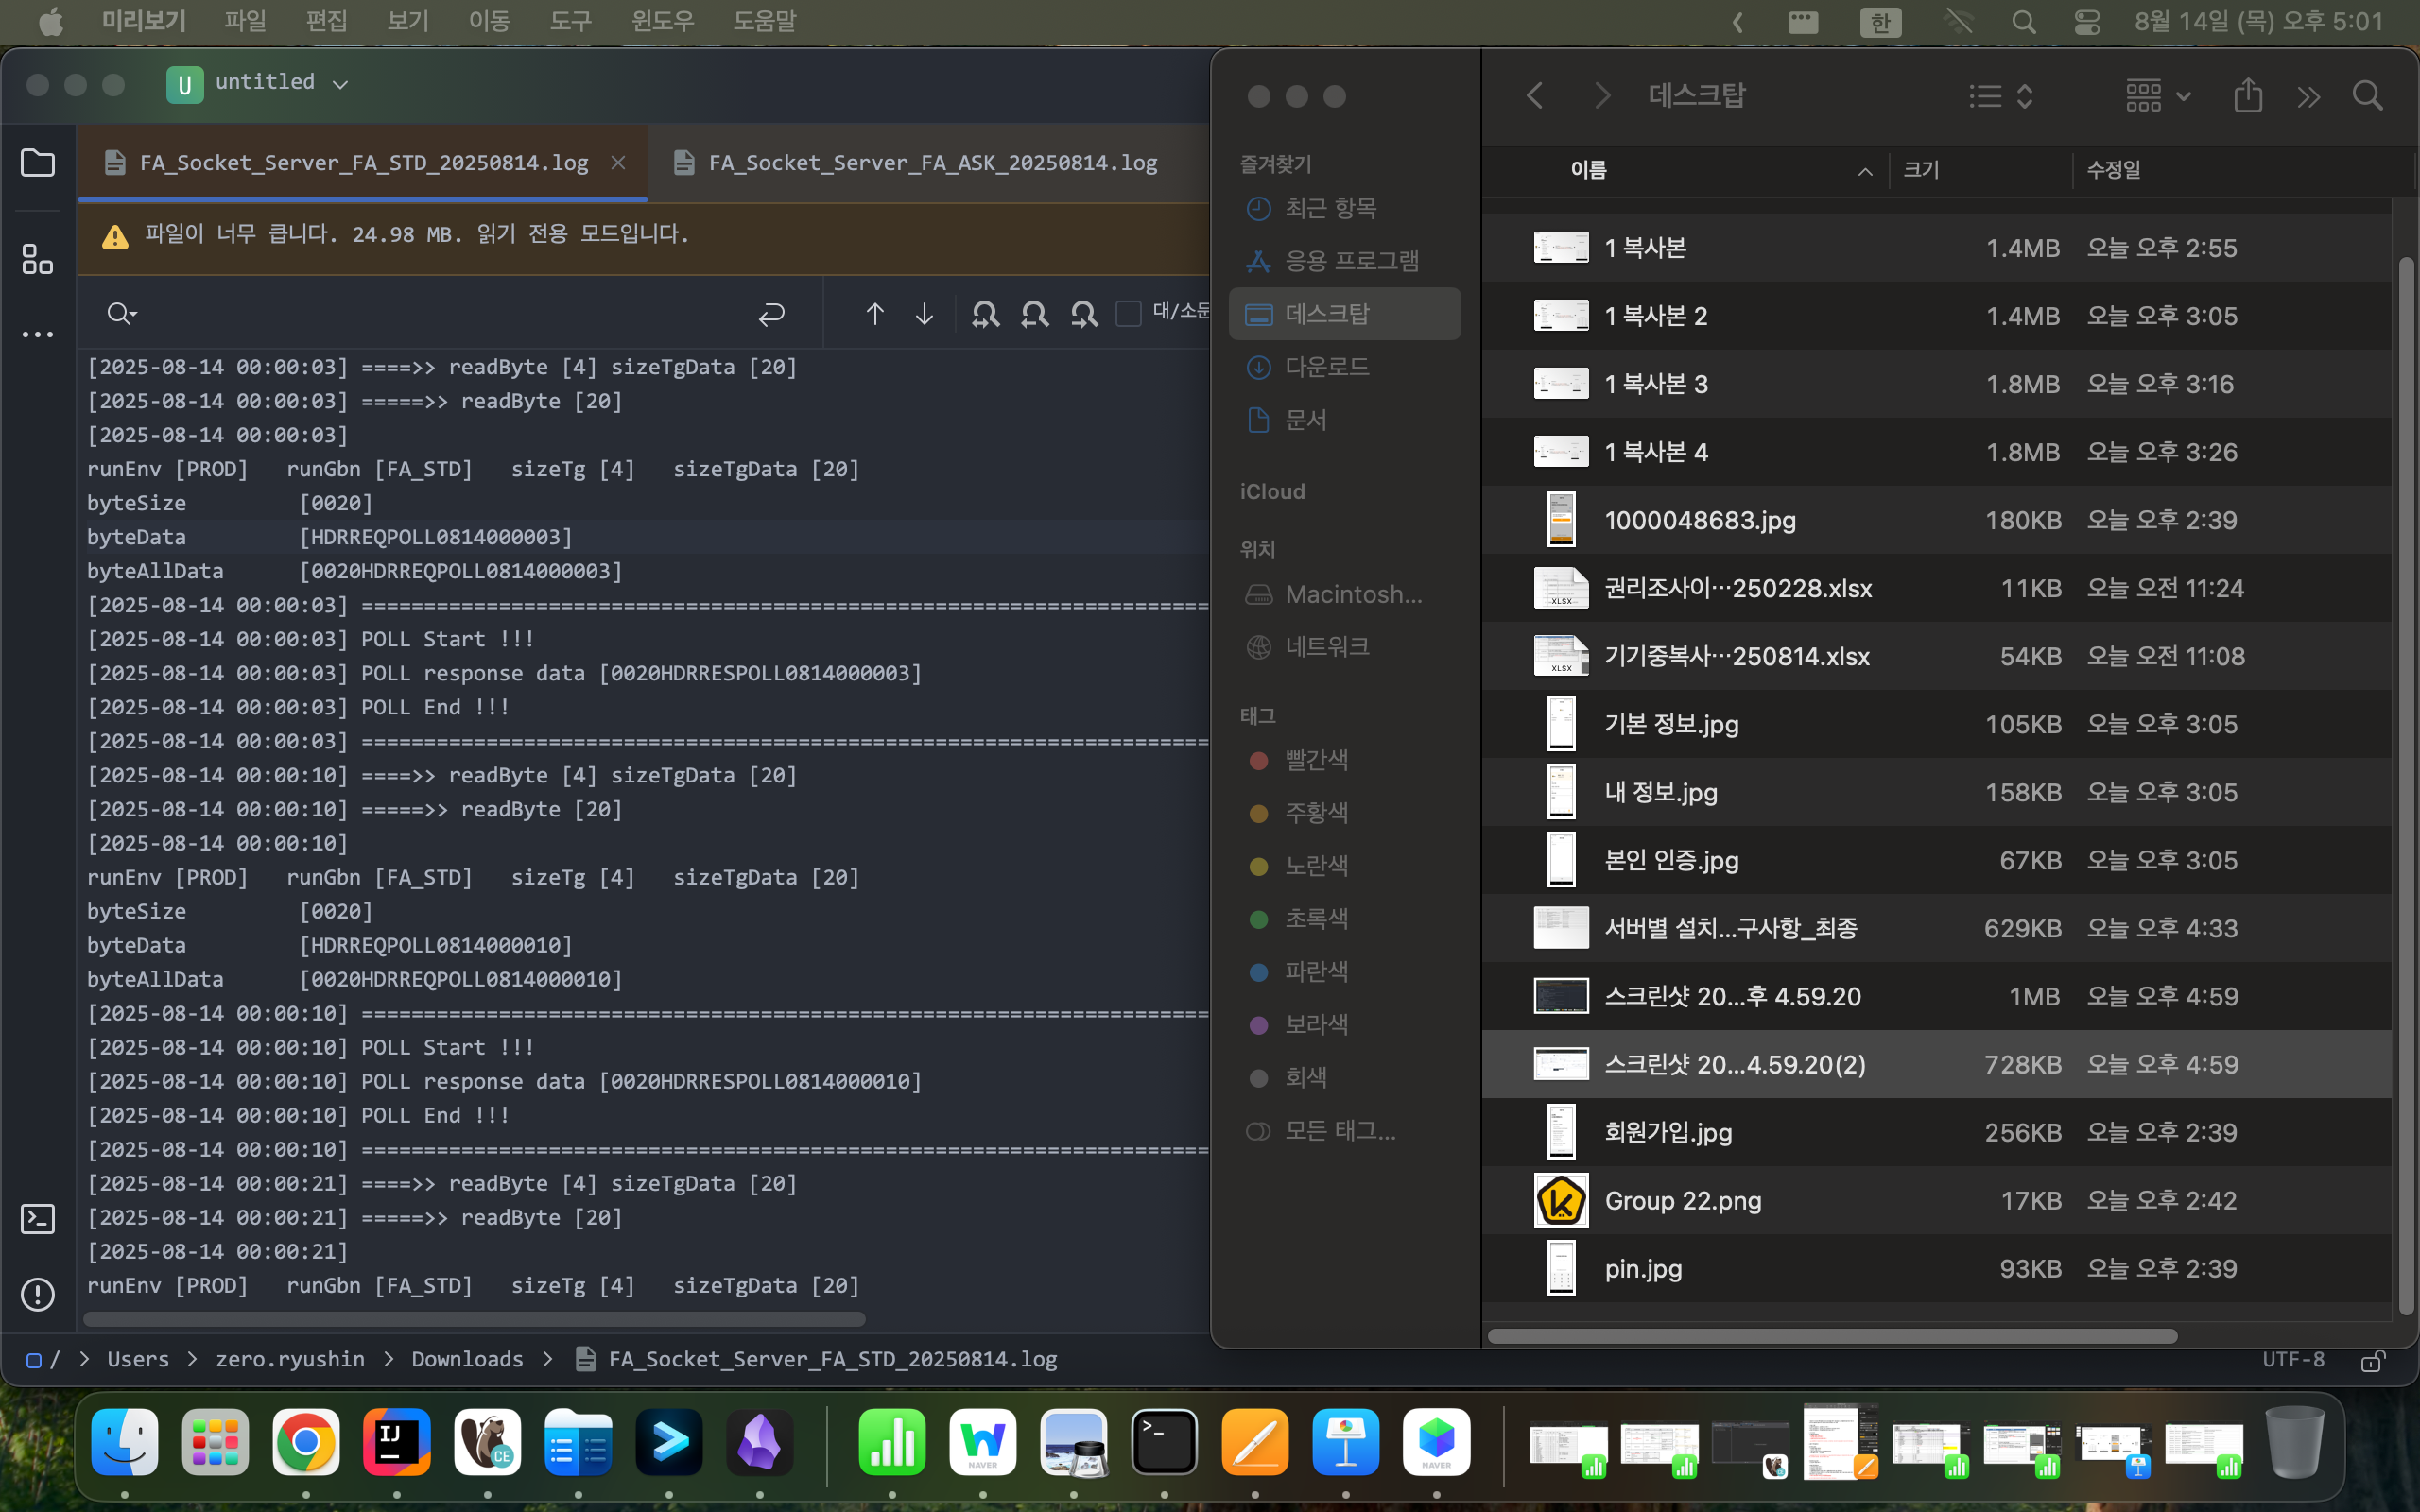 미리보기 파일 편집 보기 이동 도구 윈도우 도움말 한 8월 14일 (목) 오후 5:01
U untitled
FA_Socket_Server_FA_STD_20250814.log FA_Socket_Server_FA_ASK_20250814.log
파일이 너무 큽니다. 24.98 MB. 읽기 전용 모드입니다.
대/소문
[2025-08-14 00:00:03] ====>> readByte [4] sizeTgData [20]
[2025-08-14 00:00:03] =====>> readByte [20]
[2025-08-14 00:00:03]
runEnv [PROD] runGbn [FA_STD] sizeTg [4] sizeTgData [20]
byteSize [0020]
byteData [HDRREQPOLL0814000003]
byteAllData [0020HDRREQPOLL0814000003]
[2025-08-14 00:00:03] ====================================================================
[2025-08-14 00:00:03] POLL Start !!!
[2025-08-14 00:00:03] POLL response data [0020HDRRESPOLL0814000003]
[2025-08-14 00:00:03] POLL End !!!
[2025-08-14 00:00:03] ====================================================================
[2025-08-14 00:00:10] ====>> readByte [4] sizeTgData [20]
[2025-08-14 00:00:10] =====>> readByte [20]
[2025-08-14 00:00:10]
runEnv [PROD] runGbn [FA_STD] sizeTg [4] sizeTgData [20]
byteSize [0020]
byteData [HDRREQPOLL0814000010]
byteAllData [0020HDRREQPOLL0814000010]
[2025-08-14 00:00:10] ====================================================================
[2025-08-14 00:00:10] POLL Start !!!
[2025-08-14 00:00:10] POLL response data [0020HDRRESPOLL0814000010]
[2025-08-14 00:00:10] POLL End !!!
[2025-08-14 00:00:10] ====================================================================
[2025-08-14 00:00:21] ====>> readByte [4] sizeTgData [20]
[2025-08-14 00:00:21] =====>> readByte [20]
[2025-08-14 00:00:21]
runEnv [PROD] runGbn [FA_STD] sizeTg [4] sizeTgData [20]
/ > Users > zero.ryushin > Downloads > FA_Socket_Server_FA_STD_20250814.log
UTF-8
즐겨찾기
최근 항목
응용 프로그램
데스크탑
다운로드
문서
iCloud
위치
Macintosh...
네트워크
태그
빨간색
주황색
노란색
초록색
파란색
보라색
회색
모든 태그...
데스크탑
이름 크기 수정일
1 복사본 1.4MB 오늘 오후 2:55
1 복사본 2 1.4MB 오늘 오후 3:05
1 복사본 3 1.8MB 오늘 오후 3:16
1 복사본 4 1.8MB 오늘 오후 3:26
1000048683.jpg 180KB 오늘 오후 2:39
XLSX 권리조사이…250228.xlsx 11KB 오늘 오전 11:24
XLSX 기기중복사…250814.xlsx 54KB 오늘 오전 11:08
기본 정보.jpg 105KB 오늘 오후 3:05
내 정보.jpg 158KB 오늘 오후 3:05
본인 인증.jpg 67KB 오늘 오후 3:05
서버별 설치...구사항_최종 629KB 오늘 오후 4:33
스크린샷 20...후 4.59.20 1MB 오늘 오후 4:59
스크린샷 20...4.59.20(2) 728KB 오늘 오후 4:59
회원가입.jpg 256KB 오늘 오후 2:39
Group 22.png 17KB 오늘 오후 2:42
pin.jpg 93KB 오늘 오후 2:39
IJ CE W NAVER >_ NAVER